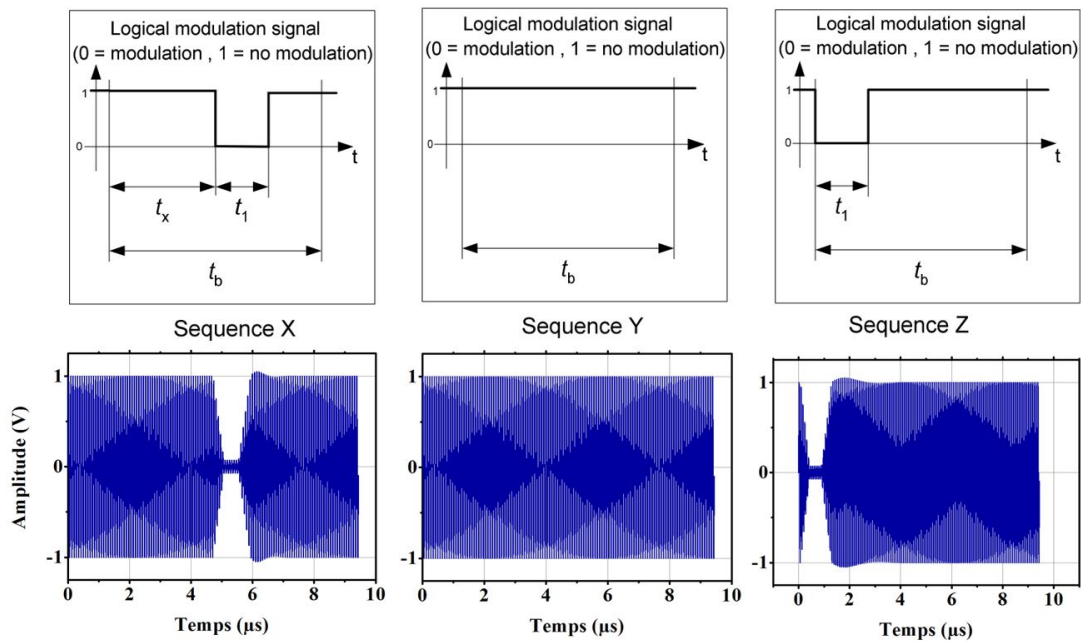 Logical modulation signal
(0 = modulation , 1 = no modulation)
1
0
t
tx
t1
tb
Logical modulation signal
(0 = modulation , 1 = no modulation)
1
0
t
tb
Logical modulation signal
(0 = modulation , 1 = no modulation)
1
0
t
t1
tb
Sequence X
Sequence Y
Sequence Z
Amplitude (V)
1
0
-1
0 2 4 6 8 10
Temps (µs)
1
0
-1
0 2 4 6 8 10
Temps (µs)
1
0
-1
0 2 4 6 8 10
Temps (µs)